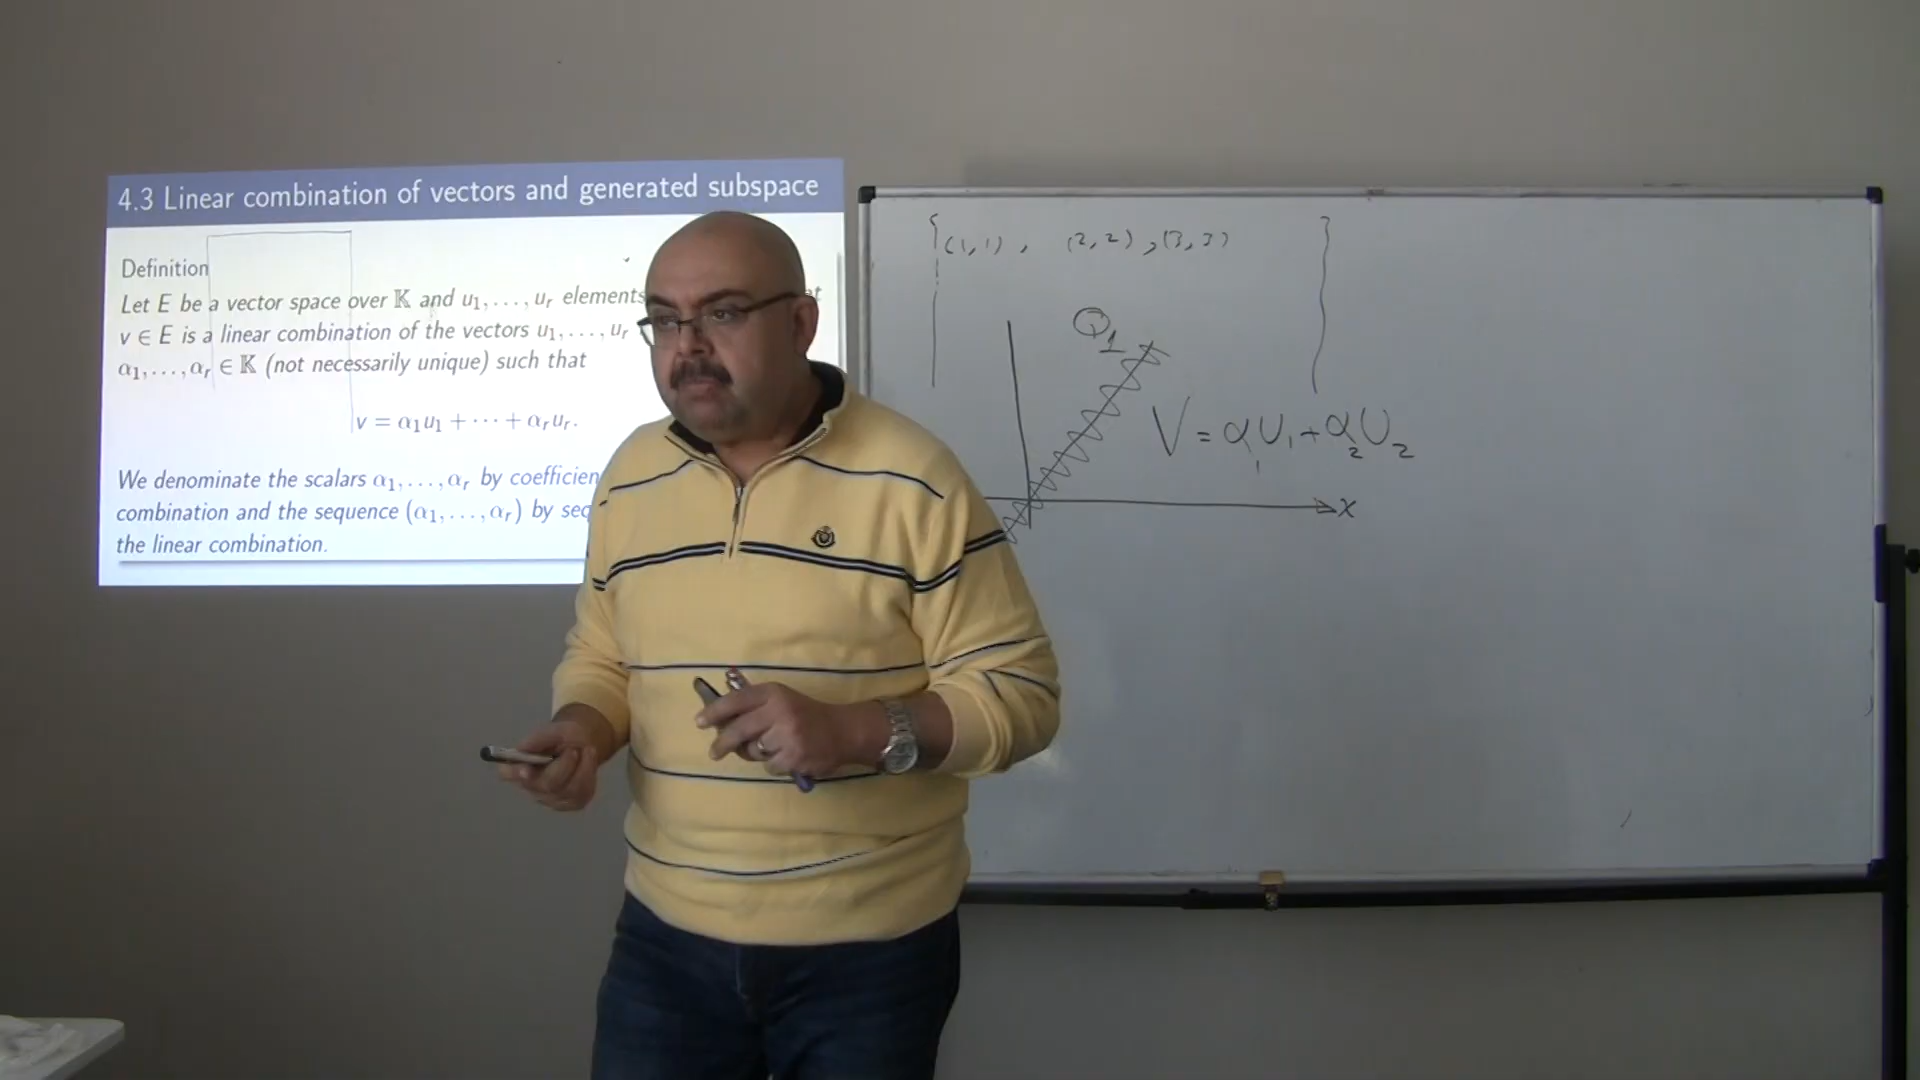 4.3 Linear combination of vectors and generated subspace
Definition
Let E be a vector space over 𝕂 and u₁, . . . , uᵣ elements
v ∈ E is a linear combination of the vectors u₁, . . . , uᵣ
α₁, . . . , αᵣ ∈ 𝕂 (not necessarily unique) such that
v = α₁u₁ + · · · + αᵣuᵣ.
We denominate the scalars α₁, . . . , αᵣ by
combination and the sequence (α₁, . . . , αᵣ) by
the linear combination.
{(1,1), (2,2), (3,3) }
Q₁
V = α₁U₁ + α₂U₂
x